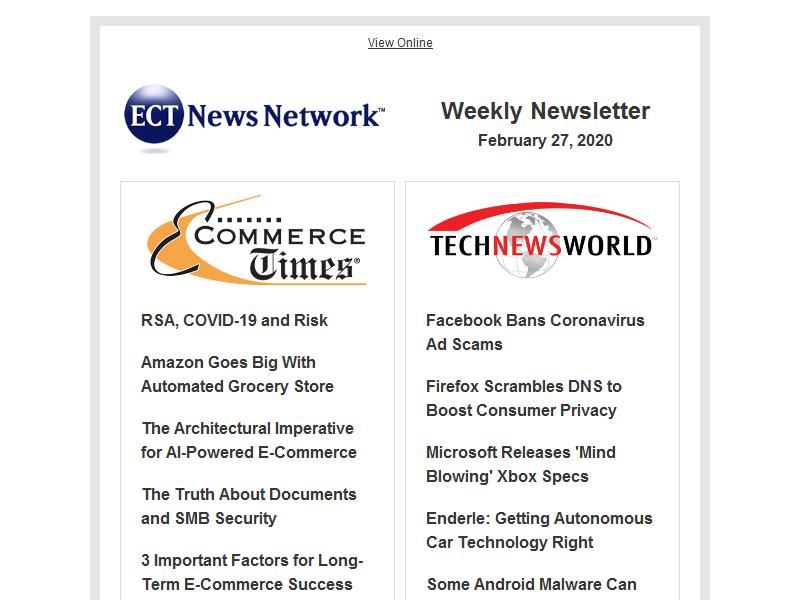 View Online
ECT News Network™
Weekly Newsletter
February 27, 2020
E COMMERCE
Times®
RSA, COVID-19 and Risk
Amazon Goes Big With
Automated Grocery Store
The Architectural Imperative
for AI-Powered E-Commerce
The Truth About Documents
and SMB Security
3 Important Factors for Long-
Term E-Commerce Success
TECHNEWSWORLD™
Facebook Bans Coronavirus
Ad Scams
Firefox Scrambles DNS to
Boost Consumer Privacy
Microsoft Releases 'Mind
Blowing' Xbox Specs
Enderle: Getting Autonomous
Car Technology Right
Some Android Malware Can